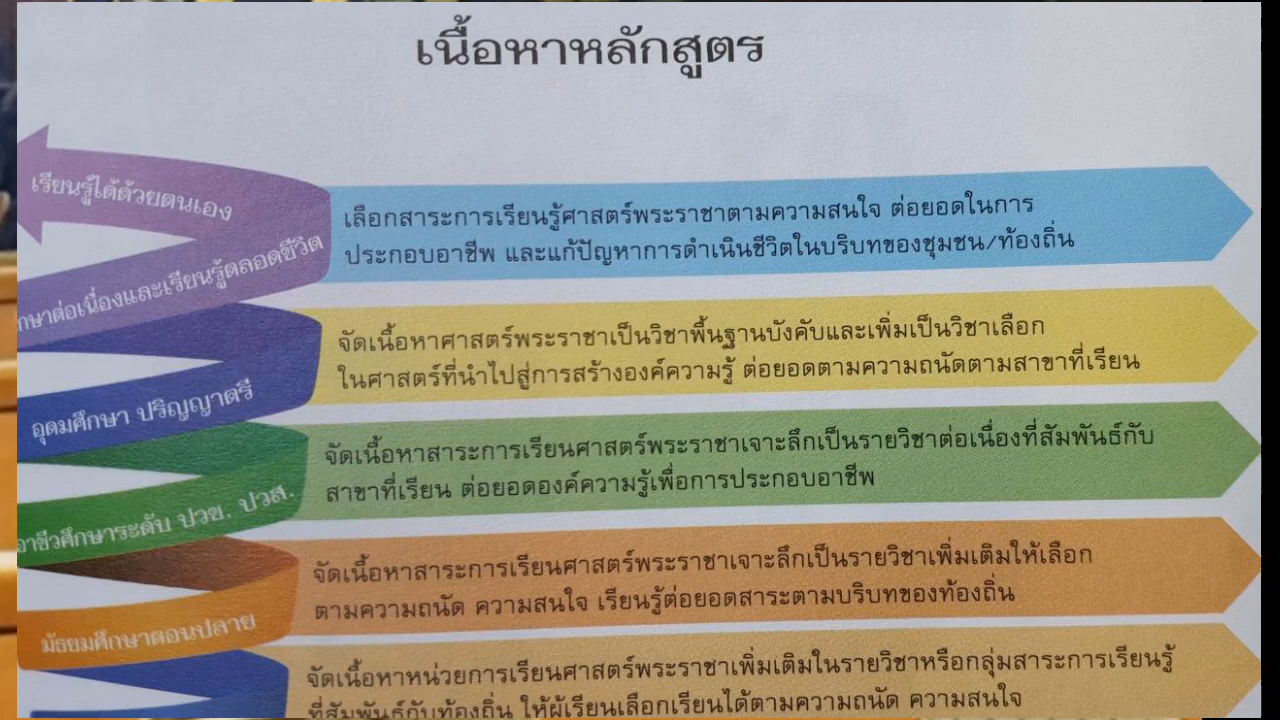 เนื้อหาหลักสูตร
เรียนรู้ได้ด้วยตนเอง
เลือกสาระการเรียนรู้ศาสตร์พระราชาตามความสนใจ ต่อยอดในการ
ประกอบอาชีพ และแก้ปัญหาการดำเนินชีวิตในบริบทของชุมชน/ท้องถิ่น
กษาต่อเนื่องและเรียนรู้ตลอดชีวิต
จัดเนื้อหาศาสตร์พระราชาเป็นวิชาพื้นฐานบังคับและเพิ่มเป็นวิชาเลือก
ในศาสตร์ที่นำไปสู่การสร้างองค์ความรู้ ต่อยอดตามความถนัดตามสาขาที่เรียน
อุดมศึกษา ปริญญาตรี
จัดเนื้อหาสาระการเรียนศาสตร์พระราชาเจาะลึกเป็นรายวิชาต่อเนื่องที่สัมพันธ์กับ
สาขาที่เรียน ต่อยอดองค์ความรู้เพื่อการประกอบอาชีพ
อาชีวศึกษาระดับ ปวช. ปวส.
จัดเนื้อหาสาระการเรียนศาสตร์พระราชาเจาะลึกเป็นรายวิชาเพิ่มเติมให้เลือก
ตามความถนัด ความสนใจ เรียนรู้ต่อยอดสาระตามบริบทของท้องถิ่น
มัธยมศึกษาตอนปลาย
จัดเนื้อหาหน่วยการเรียนศาสตร์พระราชาเพิ่มเติมในรายวิชาหรือกลุ่มสาระการเรียนรู้
ที่สัมพันธ์กับท้องถิ่น ให้ผู้เรียนเลือกเรียนได้ตามความถนัด ความสนใจ